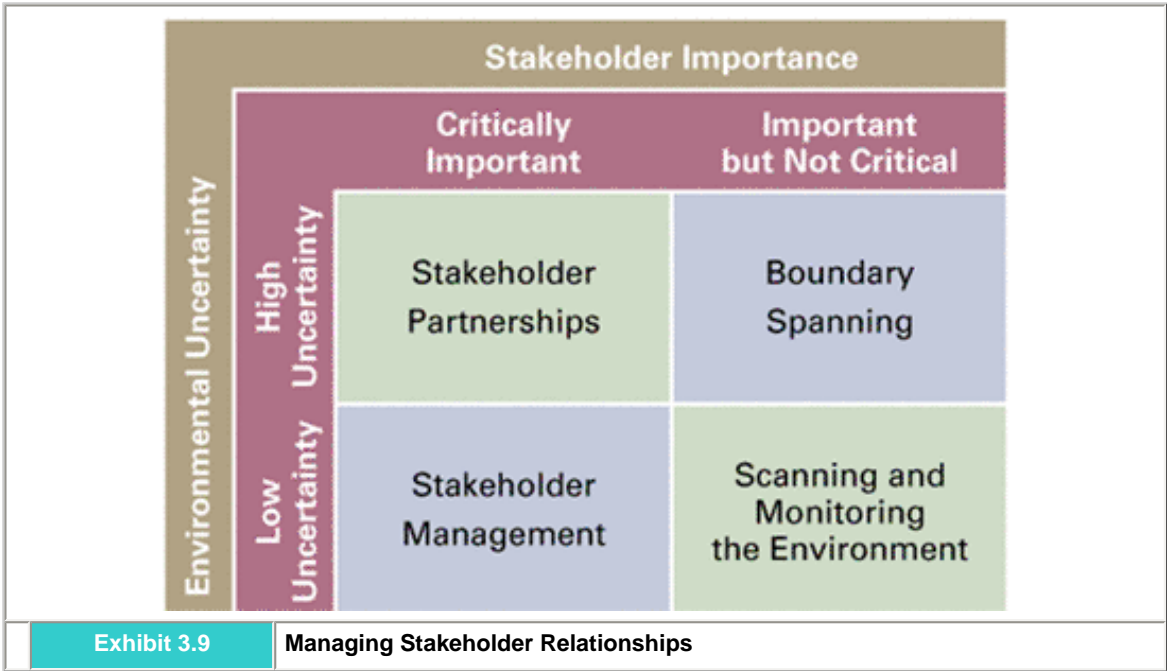 Stakeholder Importance
Critically
Important
Important
but Not Critical
Environmental Uncertainty
High
Uncertainty
Stakeholder
Partnerships
Boundary
Spanning
Low
Uncertainty
Stakeholder
Management
Scanning and
Monitoring
the Environment
Exhibit 3.9
Managing Stakeholder Relationships